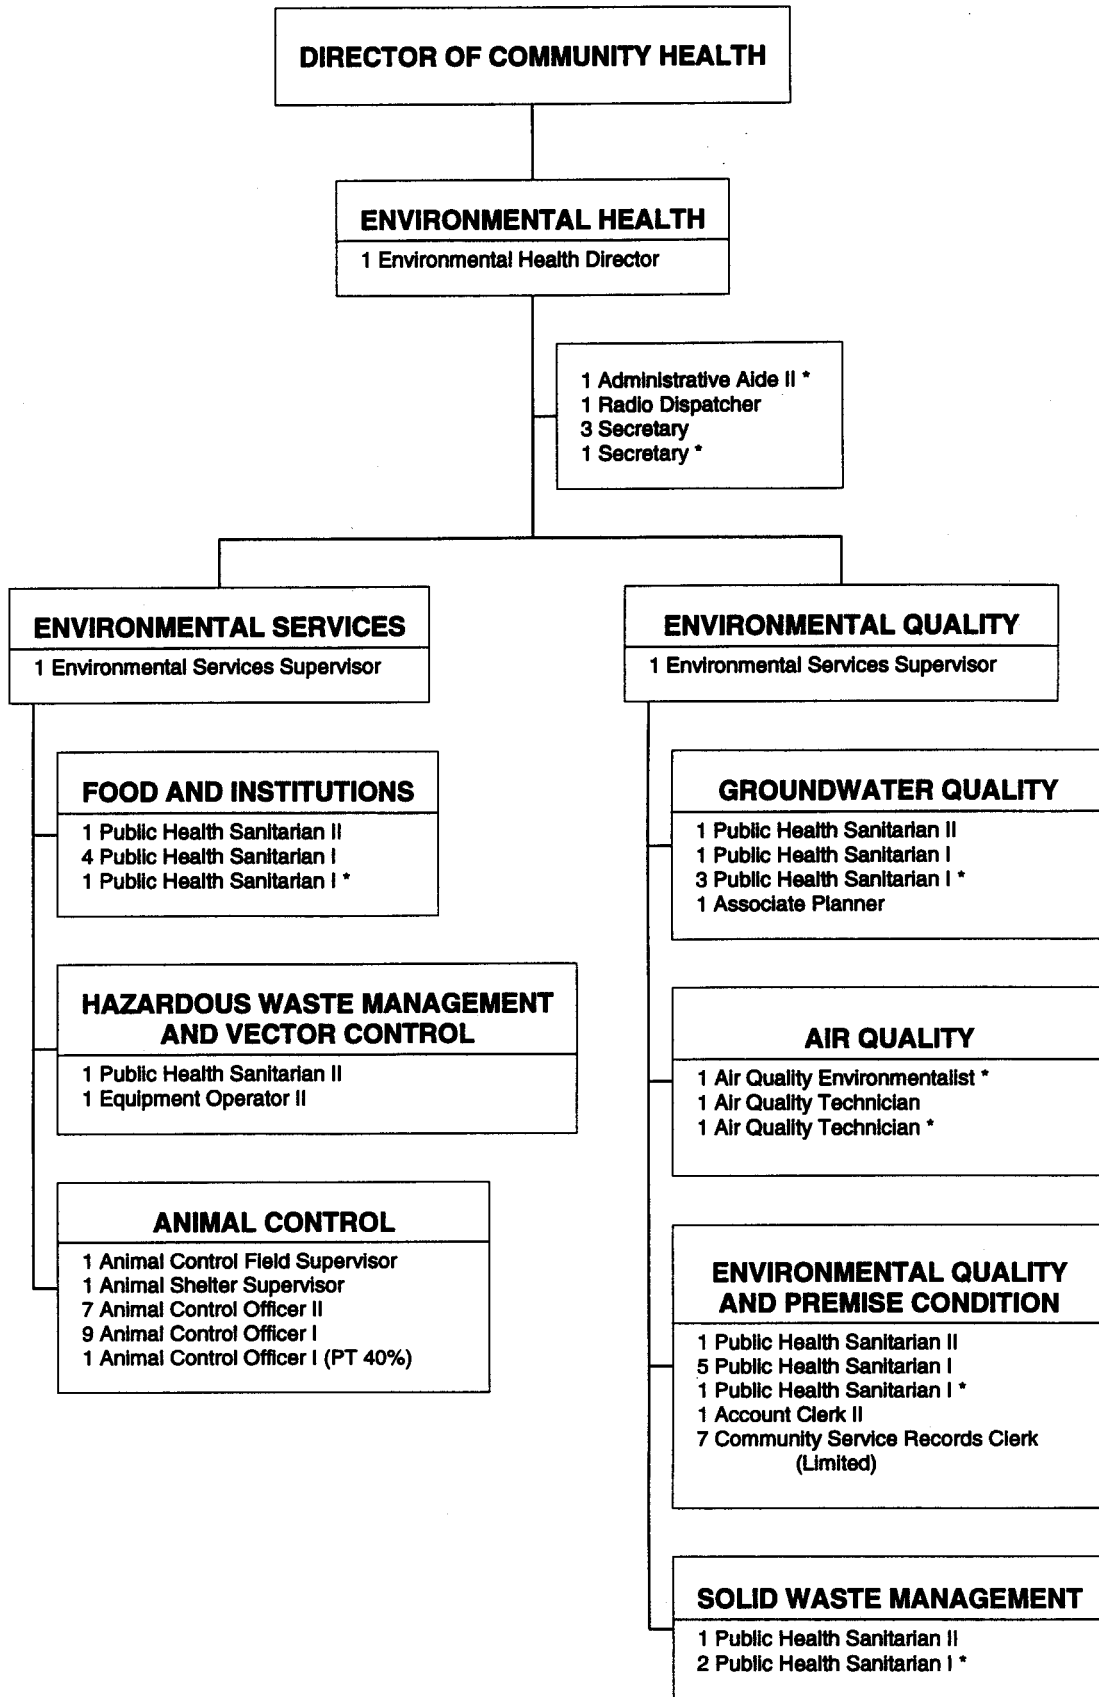 DIRECTOR OF COMMUNITY HEALTH
ENVIRONMENTAL HEALTH
1 Environmental Health Director
1 Administrative Aide II *
1 Radio Dispatcher
3 Secretary
1 Secretary *
ENVIRONMENTAL SERVICES
1 Environmental Services Supervisor
FOOD AND INSTITUTIONS
1 Public Health Sanitarian II
4 Public Health Sanitarian I
1 Public Health Sanitarian I *
HAZARDOUS WASTE MANAGEMENT
AND VECTOR CONTROL
1 Public Health Sanitarian II
1 Equipment Operator II
ANIMAL CONTROL
1 Animal Control Field Supervisor
1 Animal Shelter Supervisor
7 Animal Control Officer II
9 Animal Control Officer I
1 Animal Control Officer I (PT 40%)
ENVIRONMENTAL QUALITY
1 Environmental Services Supervisor
GROUNDWATER QUALITY
1 Public Health Sanitarian II
1 Public Health Sanitarian I
3 Public Health Sanitarian I *
1 Associate Planner
AIR QUALITY
1 Air Quality Environmentalist *
1 Air Quality Technician
1 Air Quality Technician *
ENVIRONMENTAL QUALITY
AND PREMISE CONDITION
1 Public Health Sanitarian II
5 Public Health Sanitarian I
1 Public Health Sanitarian I *
1 Account Clerk II
7 Community Service Records Clerk
(Limited)
SOLID WASTE MANAGEMENT
1 Public Health Sanitarian II
2 Public Health Sanitarian I *